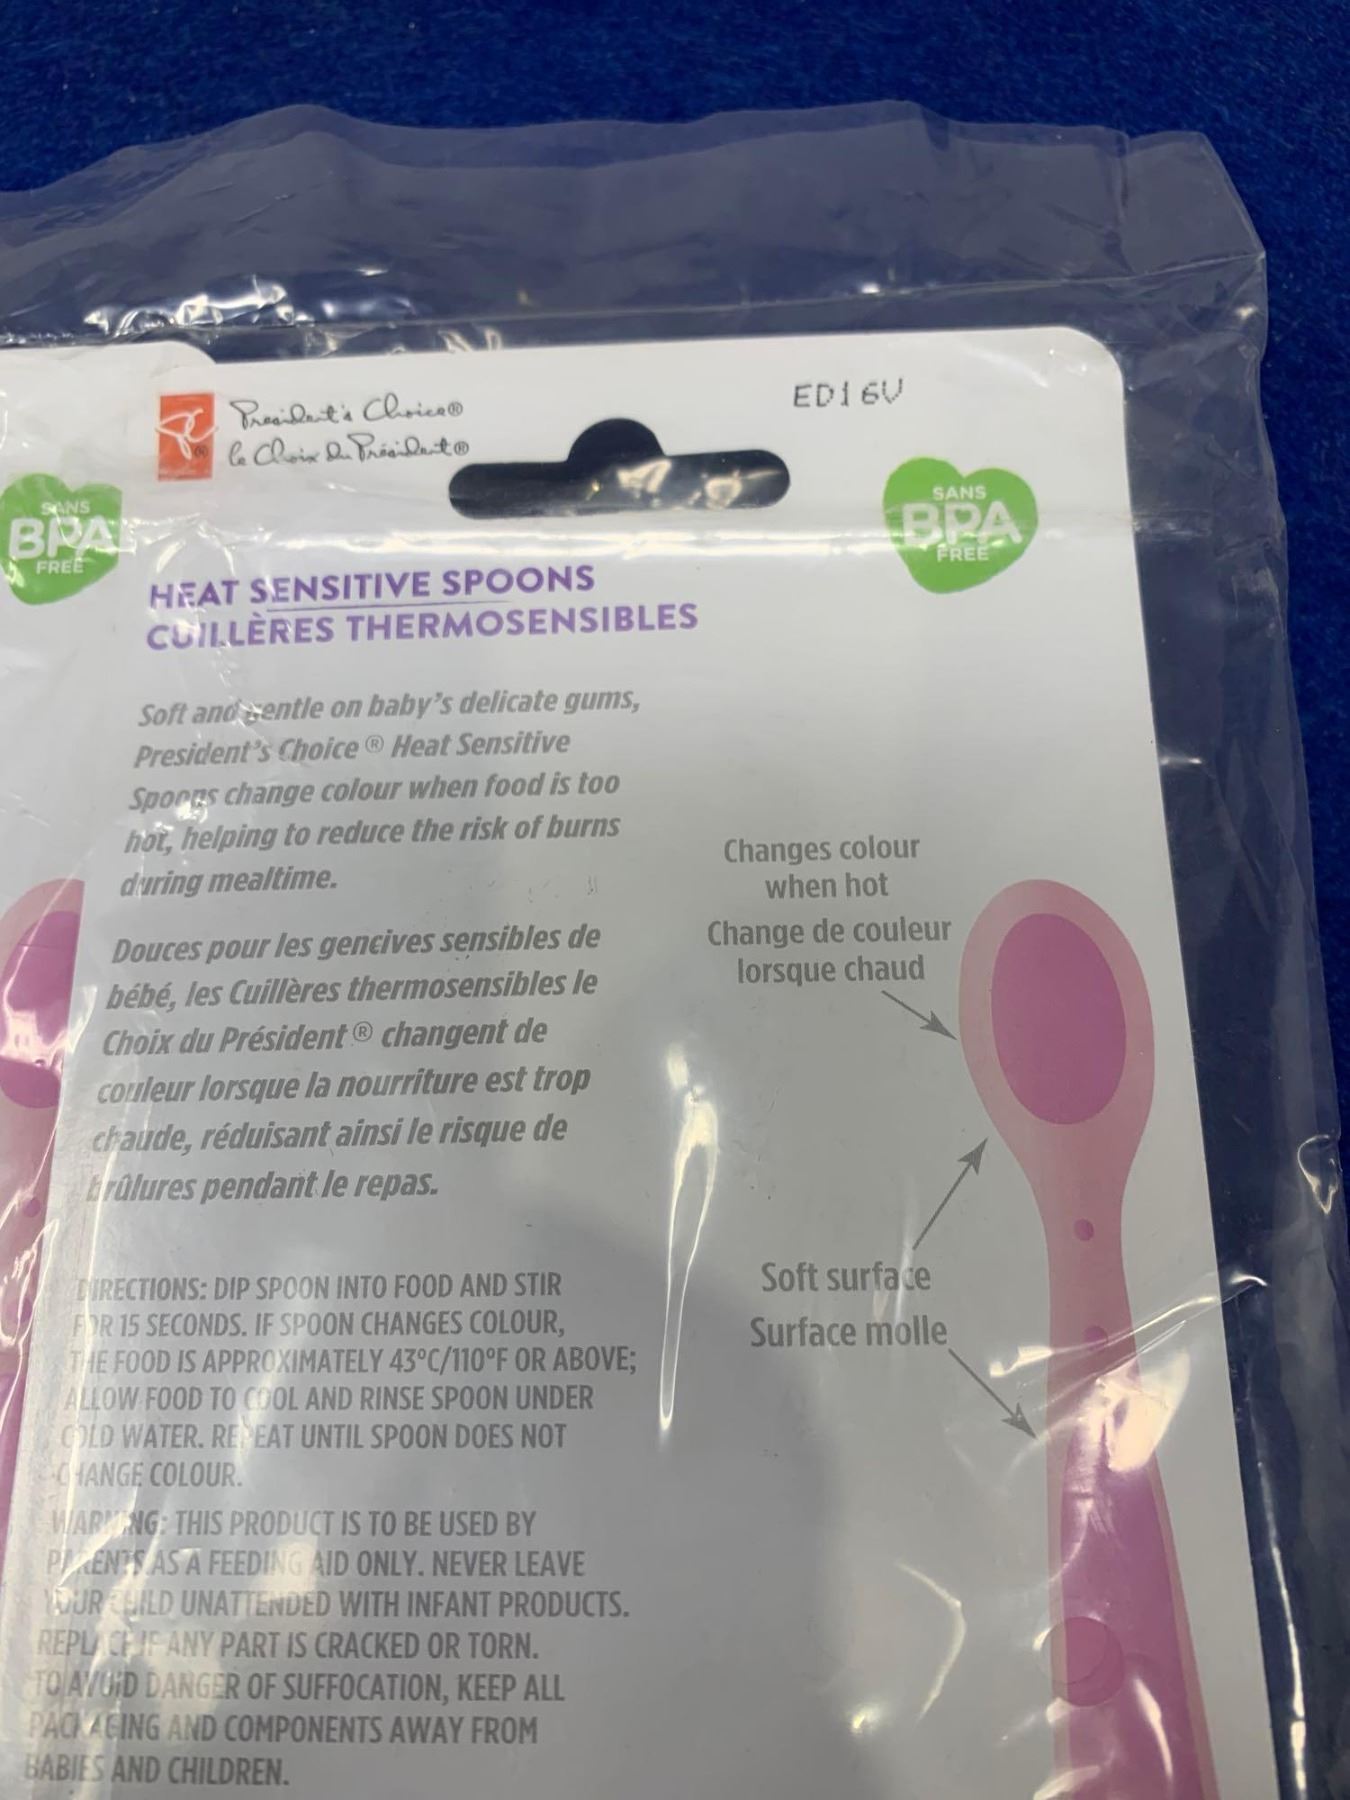 President's Choice®
le Choix du Président®
ED16V
SANS
BPA
FREE
SANS
BPA
FREE
HEAT SENSITIVE SPOONS
CUILLÈRES THERMOSENSIBLES
Soft and gentle on baby's delicate gums,
President's Choice ® Heat Sensitive
Spoons change colour when food is too
hot, helping to reduce the risk of burns
during mealtime.
Douces pour les gencives sensibles de
bébé, les Cuillères thermosensibles le
Choix du Président ® changent de
couleur lorsque la nourriture est trop
chaude, réduisant ainsi le risque de
brûlures pendant le repas.
Changes colour
when hot
Change de couleur
lorsque chaud
Soft surface
Surface molle
DIRECTIONS: DIP SPOON INTO FOOD AND STIR
FOR 15 SECONDS. IF SPOON CHANGES COLOUR,
THE FOOD IS APPROXIMATELY 43°C/110°F OR ABOVE;
ALLOW FOOD TO COOL AND RINSE SPOON UNDER
COLD WATER. REPEAT UNTIL SPOON DOES NOT
CHANGE COLOUR.
WARNING: THIS PRODUCT IS TO BE USED BY
PARENTS AS A FEEDING AID ONLY. NEVER LEAVE
YOUR CHILD UNATTENDED WITH INFANT PRODUCTS.
REPLACE IF ANY PART IS CRACKED OR TORN.
TO AVOID DANGER OF SUFFOCATION, KEEP ALL
PACKAGING AND COMPONENTS AWAY FROM
BABIES AND CHILDREN.